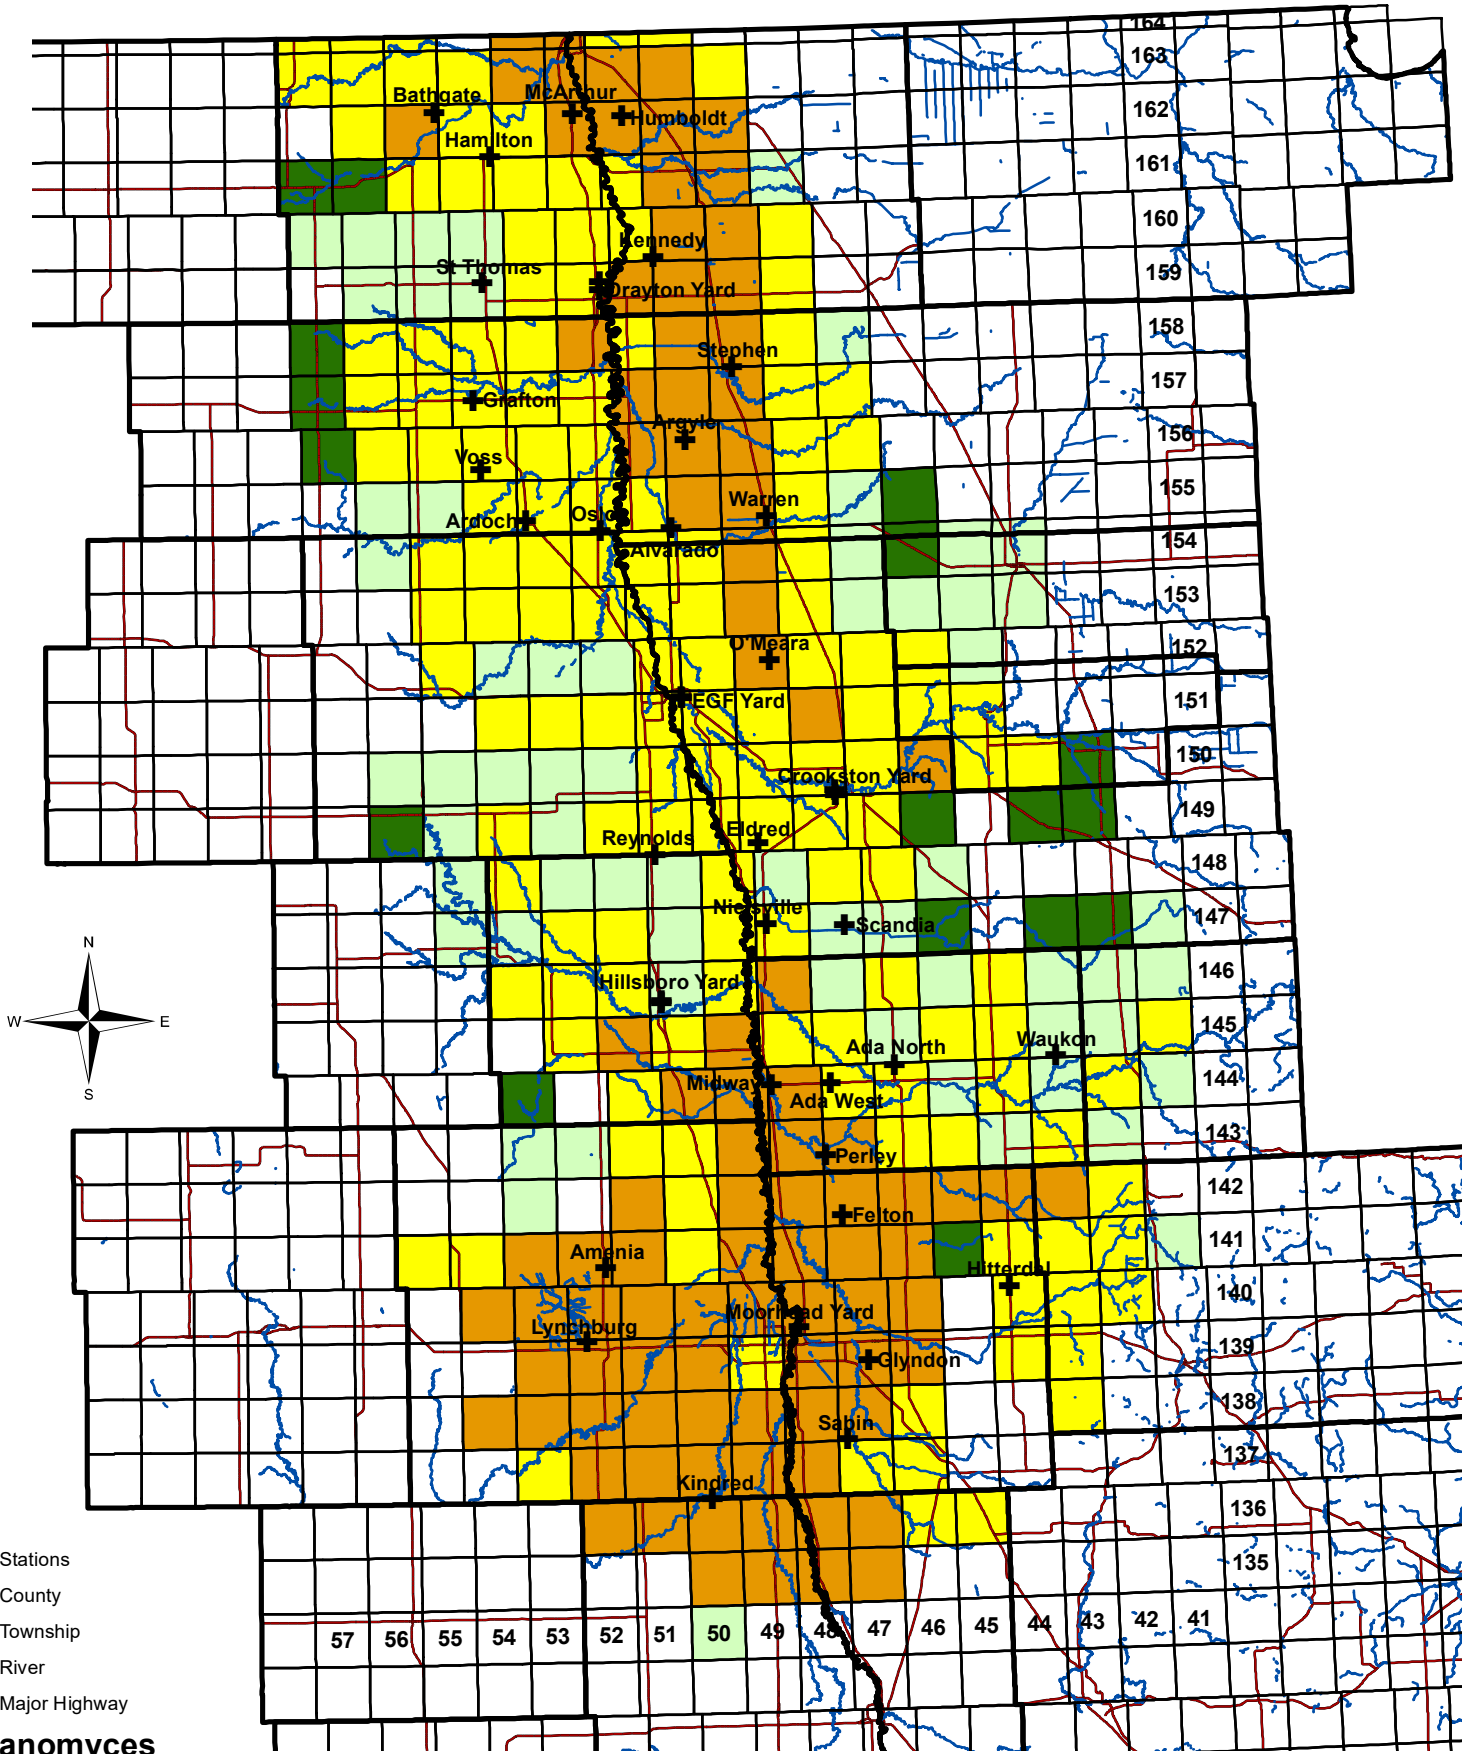 164
163
Bathgate
McArthur
162
Humboldt
Hamilton
161
160
Kennedy
St Thomas
159
Drayton Yard
158
Stephen
157
Grafton
Argyle
156
Voss
155
Warren
Ardoch
Oslo
154
Alvarado
153
O'Meara
152
EGF Yard
151
150
Crookston Yard
149
Eldred
Reynolds
148
Nielsville
147
Scandia
N
W
E
S
146
Hillsboro Yard
145
Waukon
Ada North
144
Midway
Ada West
143
Perley
142
Felton
141
Amenia
Hitterdal
140
Moorhead Yard
Lynchburg
139
Glyndon
138
Sabin
137
Kindred
136
Stations
135
County
Township
57 56 55 54 53 52 51 50 49 48 47 46 45 44 43 42 41
River
Major Highway
anomyces